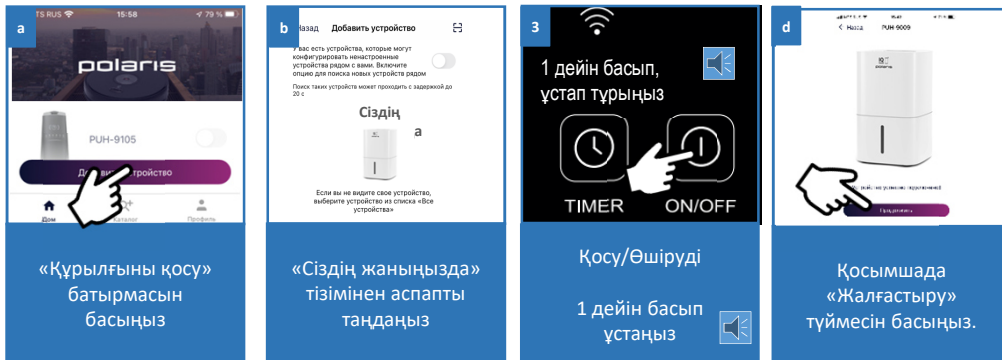 a
TS RUS 15:58 79 %
polaris
PUH-9105
Добавить устройство
Дом
Каталог
Профиль
«Құрылғыны қосу»
батырмасын
басыңыз
b
Назад Добавить устройство
У вас есть устройства, которые могут
конфигурировать ненастроенные
устройства рядом с вами. Включите
опцию для поиска новых устройств рядом
Поиск таких устройств может проходить с задержкой до
20 с
Сіздің
а
Если вы не видите свое устройство,
выберите устройство из списка «Все
устройства»
«Сіздің жаныңызда»
тізімінен аспапты
таңдаңыз
3
1 дейін басып,
ұстап тұрыңыз
TIMER ON/OFF
Қосу/Өшіруді
1 дейін басып
ұстаңыз
d
Назад PUH-9009
polaris
Продолжить
Қосымшада
«Жалғастыру»
түймесін басыңыз.